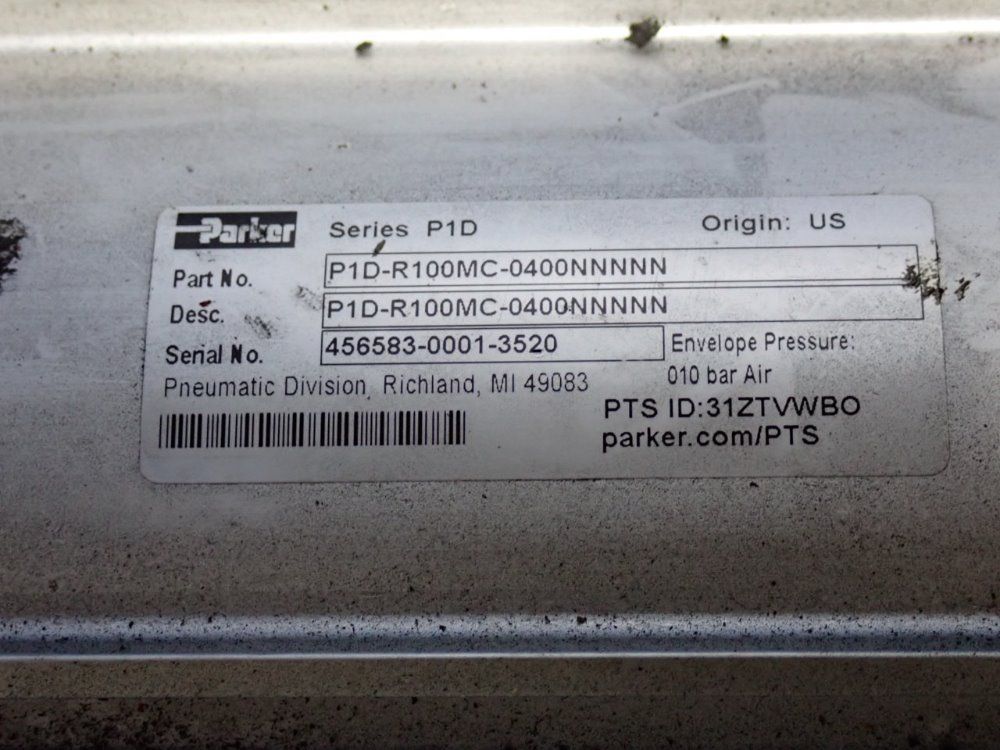 Parker Series P1D Origin: US
Part No. P1D-R100MC-0400NNNNN
Desc. P1D-R100MC-0400NNNNN
Serial No. 456583-0001-3520 Envelope Pressure:
Pneumatic Division, Richland, MI 49083 010 bar Air
PTS ID:31ZTVWBO
parker.com/PTS